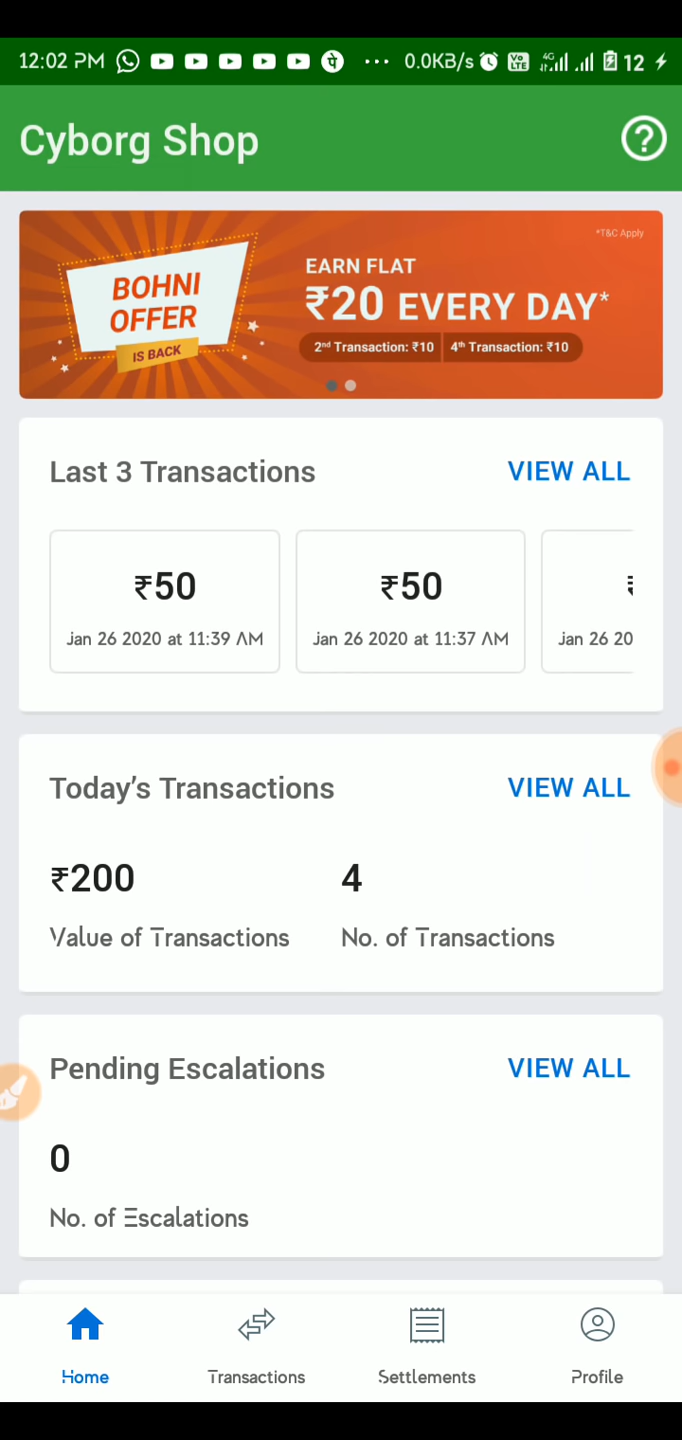 12:02 PM पे ... 0.0KB/s Vo LTE 4G 12
Cyborg Shop
?
*T&C Apply
BOHNI
OFFER
IS BACK
EARN FLAT
₹20 EVERY DAY*
2nd Transaction: ₹10 4th Transaction: ₹10
Last 3 Transactions VIEW ALL
₹50 ₹50
Jan 26 2020 at 11:39 AM Jan 26 2020 at 11:37 AM Jan 26 20
Today's Transactions VIEW ALL
₹200 4
Value of Transactions No. of Transactions
Pending Escalations VIEW ALL
0
No. of Escalations
Home Transactions Settlements Profile